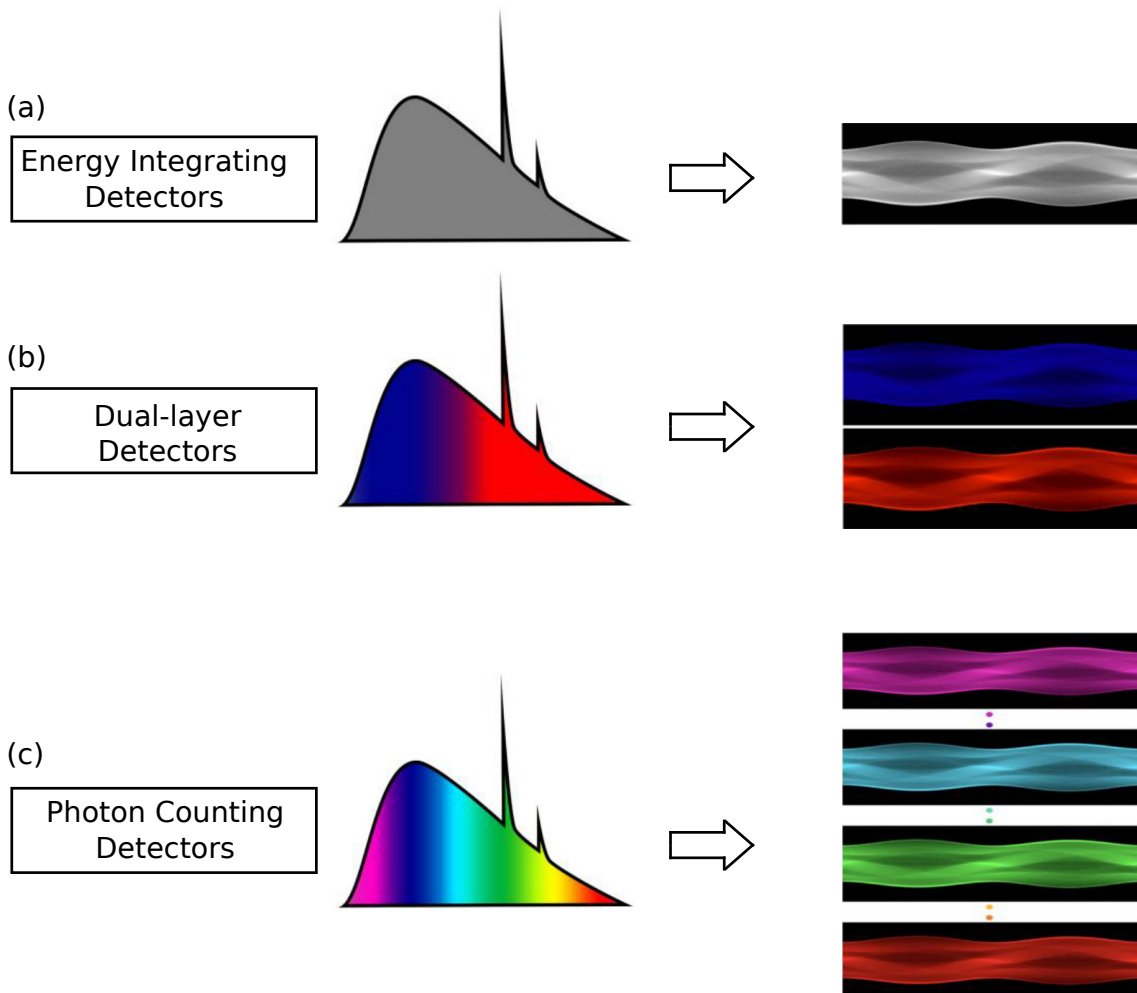 (a)
Energy Integrating
Detectors
(b)
Dual-layer
Detectors
(c)
Photon Counting
Detectors